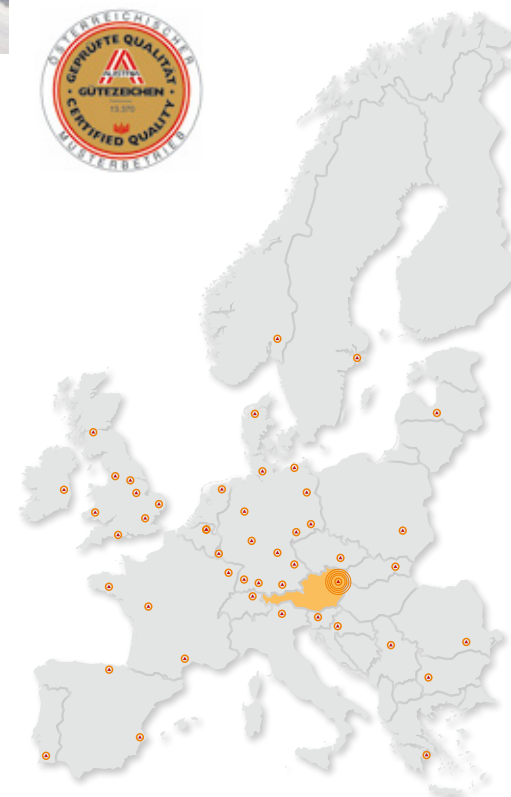 ÖSTERREICHISCHER
GEPRÜFTE QUALITÄT
AUSTRIA
GÜTEZEICHEN
CERTIFIED QUALITY
MUSTERBETRIEB